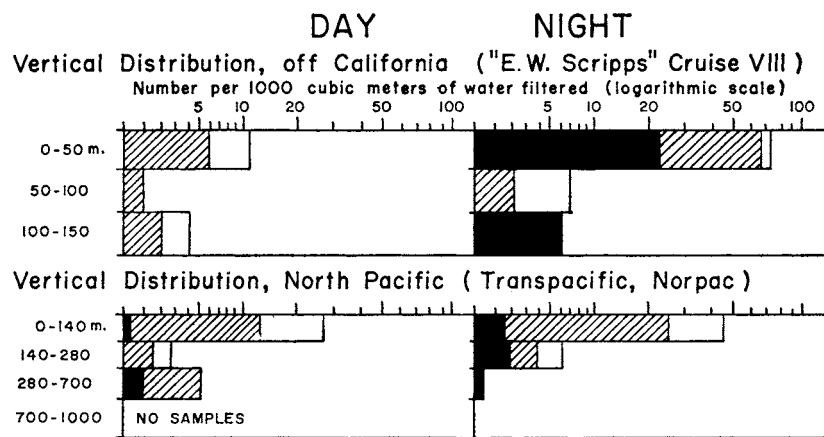 DAY NIGHT
Vertical Distribution, off California ("E.W. Scripps" Cruise VIII)
Number per 1000 cubic meters of water filtered (logarithmic scale)
5 10 20 50 100 5 10 20 50 100
0-50 m.
50-100
100-150
Vertical Distribution, North Pacific (Transpacific, Norpac)
0-140 m.
140-280
280-700
700-1000 NO SAMPLES